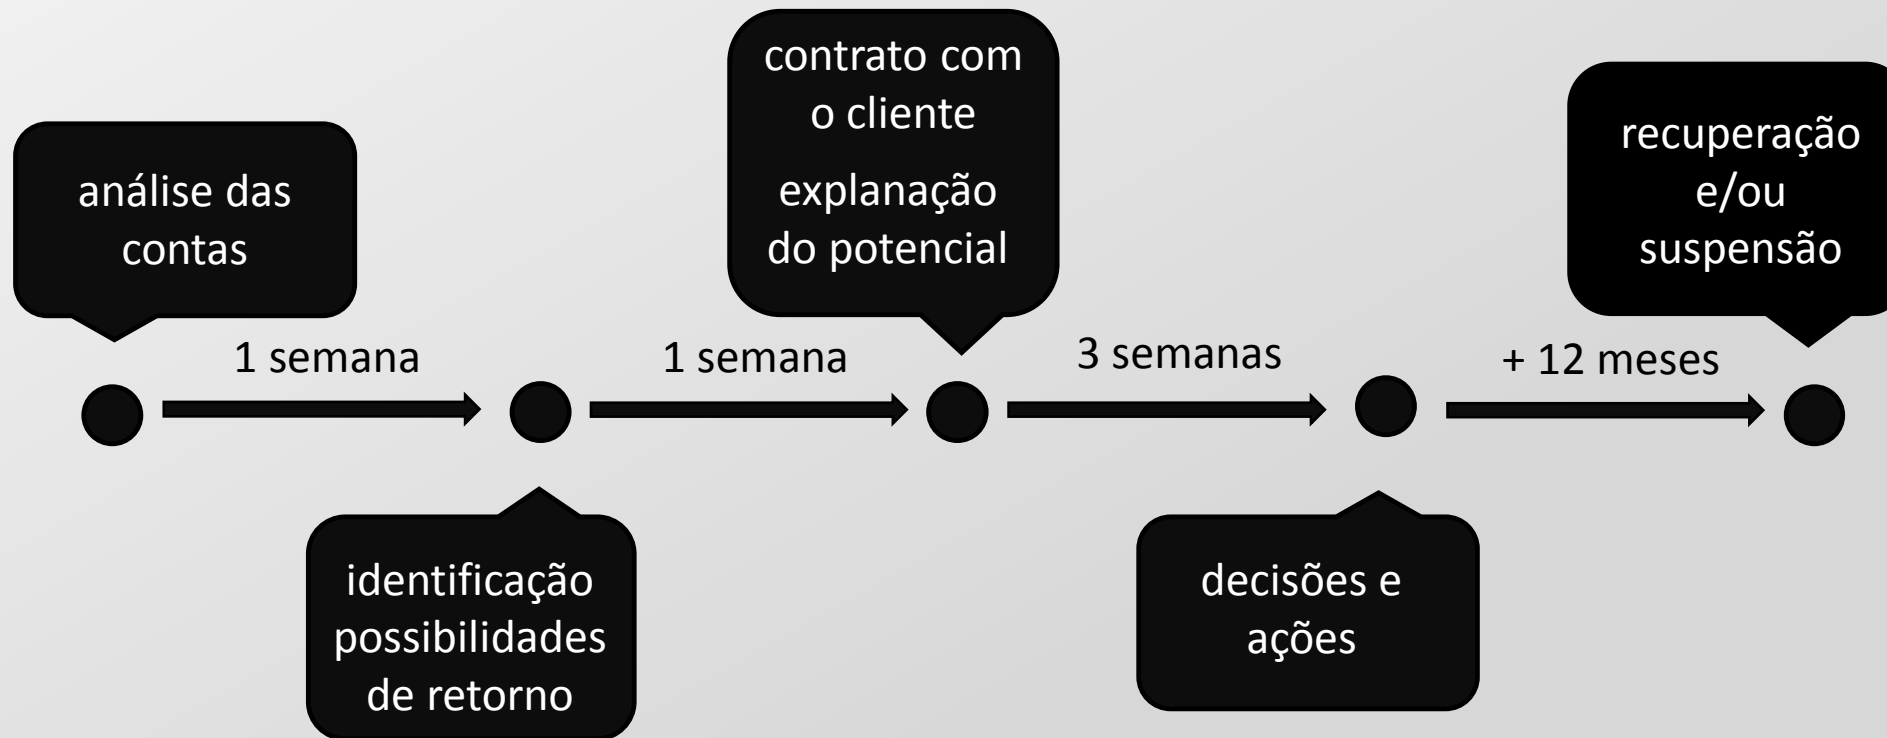 análise das
contas
1 semana
identificação
possibilidades
de retorno
1 semana
contrato com
o cliente
explanação
do potencial
3 semanas
decisões e
ações
+ 12 meses
recuperação
e/ou
suspensão